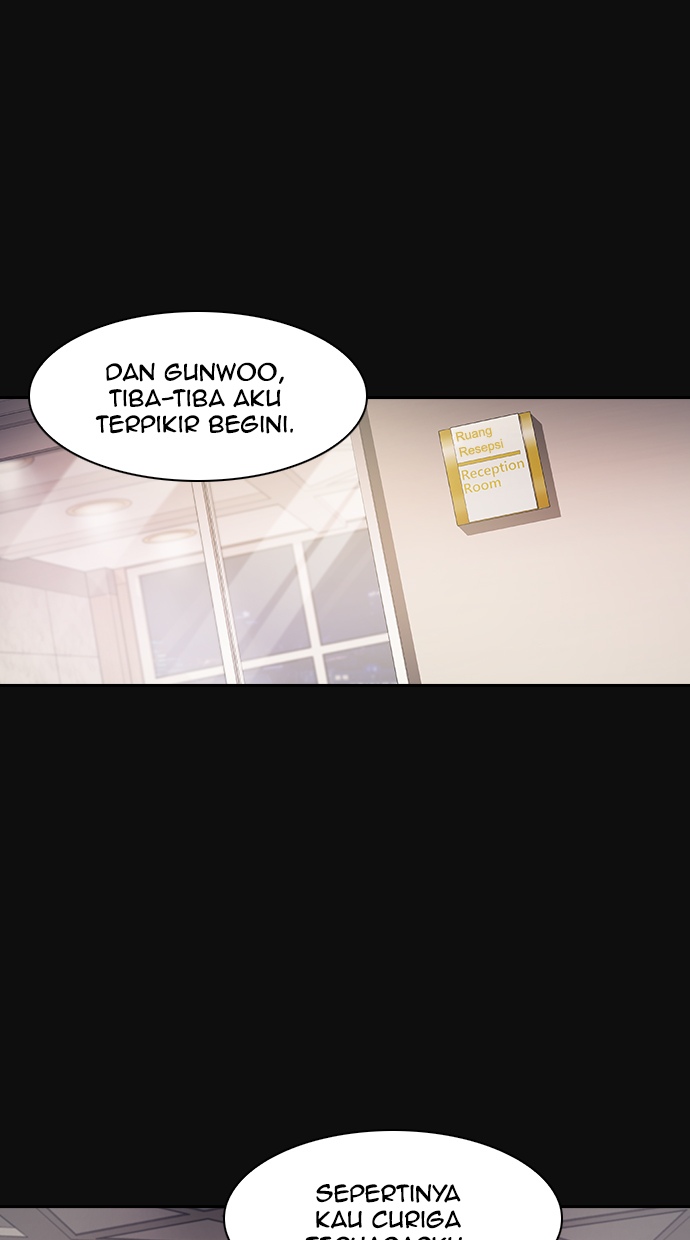 DAN GUNWOO,
TIBA-TIBA AKU
TERPIKIR BEGINI.
Ruang
Resepsi
Reception
Room
SEPERTINYA
KAU CURIGA